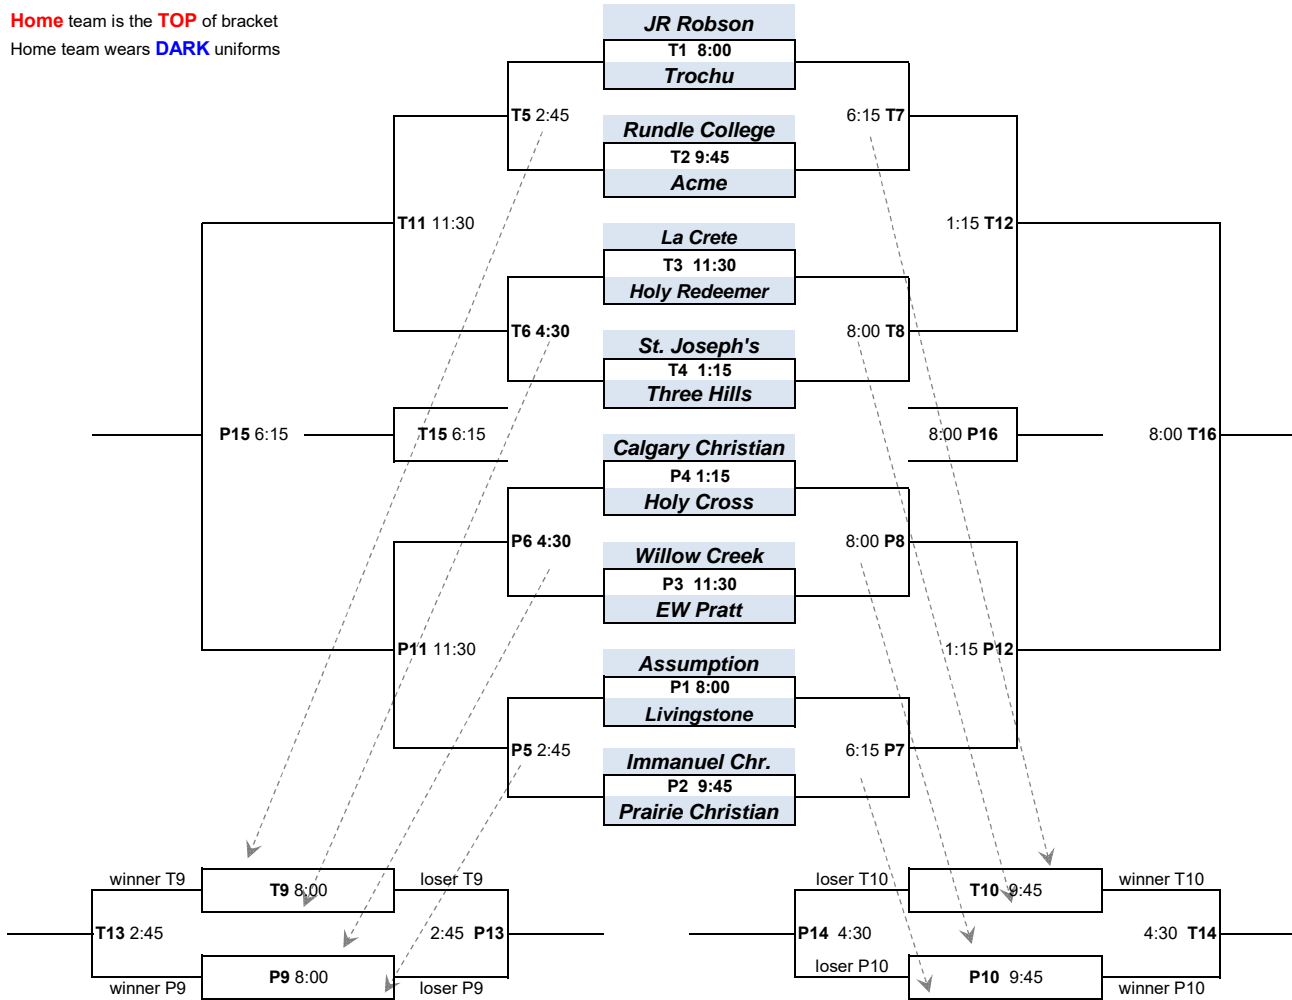 Home team is the TOP of bracket
Home team wears DARK uniforms
JR Robson
T1 8:00
Trochu
T5 2:45
6:15 T7
Rundle College
T2 9:45
Acme
T11 11:30
1:15 T12
La Crete
T3 11:30
Holy Redeemer
T6 4:30
8:00 T8
St. Joseph's
T4 1:15
Three Hills
P15 6:15
T15 6:15
8:00 P16
8:00 T16
Calgary Christian
P4 1:15
Holy Cross
P6 4:30
8:00 P8
Willow Creek
P3 11:30
EW Pratt
P11 11:30
1:15 P12
Assumption
P1 8:00
Livingstone
P5 2:45
6:15 P7
Immanuel Chr.
P2 9:45
Prairie Christian
winner T9
T9 8:00
loser T9
loser T10
T10 9:45
winner T10
T13 2:45
2:45 P13
P14 4:30
4:30 T14
winner P9
P9 8:00
loser P9
loser P10
P10 9:45
winner P10